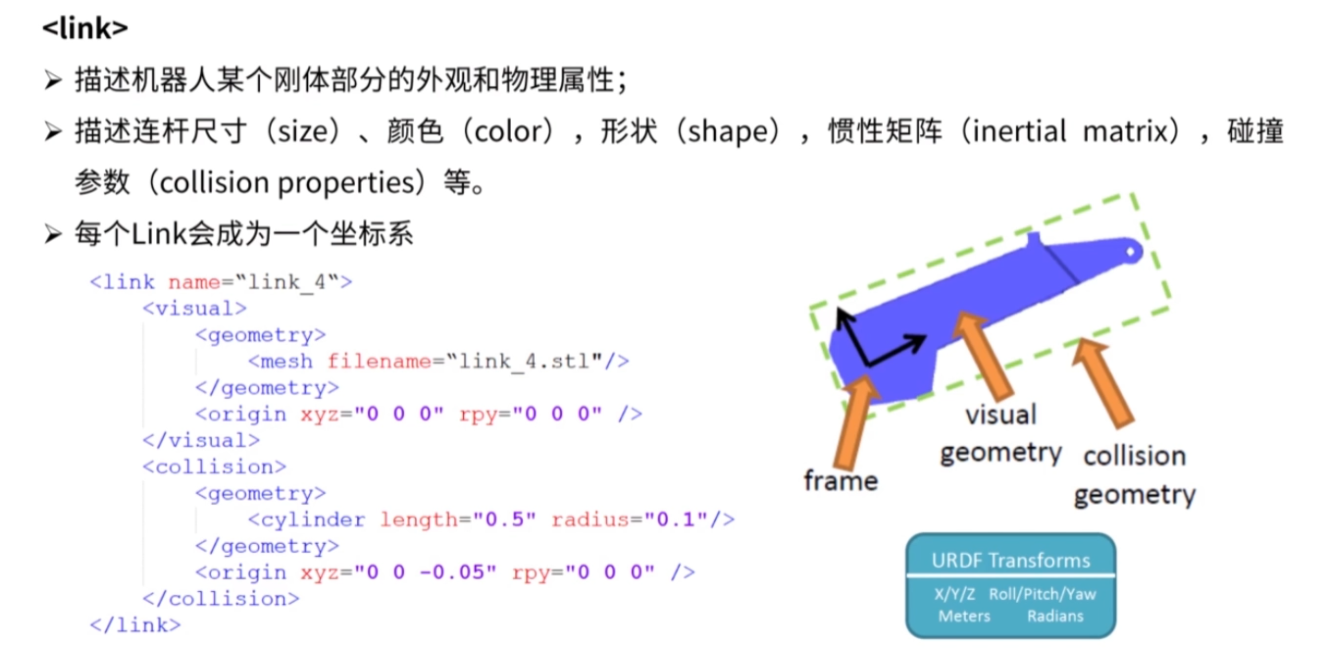 <link>
➢ 描述机器人某个刚体部分的外观和物理属性；
➢ 描述连杆尺寸（size）、颜色（color），形状（shape），惯性矩阵（inertial matrix），碰撞
参数（collision properties）等。
➢ 每个Link会成为一个坐标系
<link name=“link_4“>
<visual>
<geometry>
<mesh filename=“link_4.stl"/>
</geometry>
<origin xyz="0 0 0" rpy="0 0 0" />
</visual>
<collision>
<geometry>
<cylinder length="0.5" radius="0.1"/>
</geometry>
<origin xyz="0 0 -0.05" rpy="0 0 0" />
</collision>
</link>
frame
visual
geometry
collision
geometry
URDF Transforms
X/Y/Z Roll/Pitch/Yaw
Meters Radians